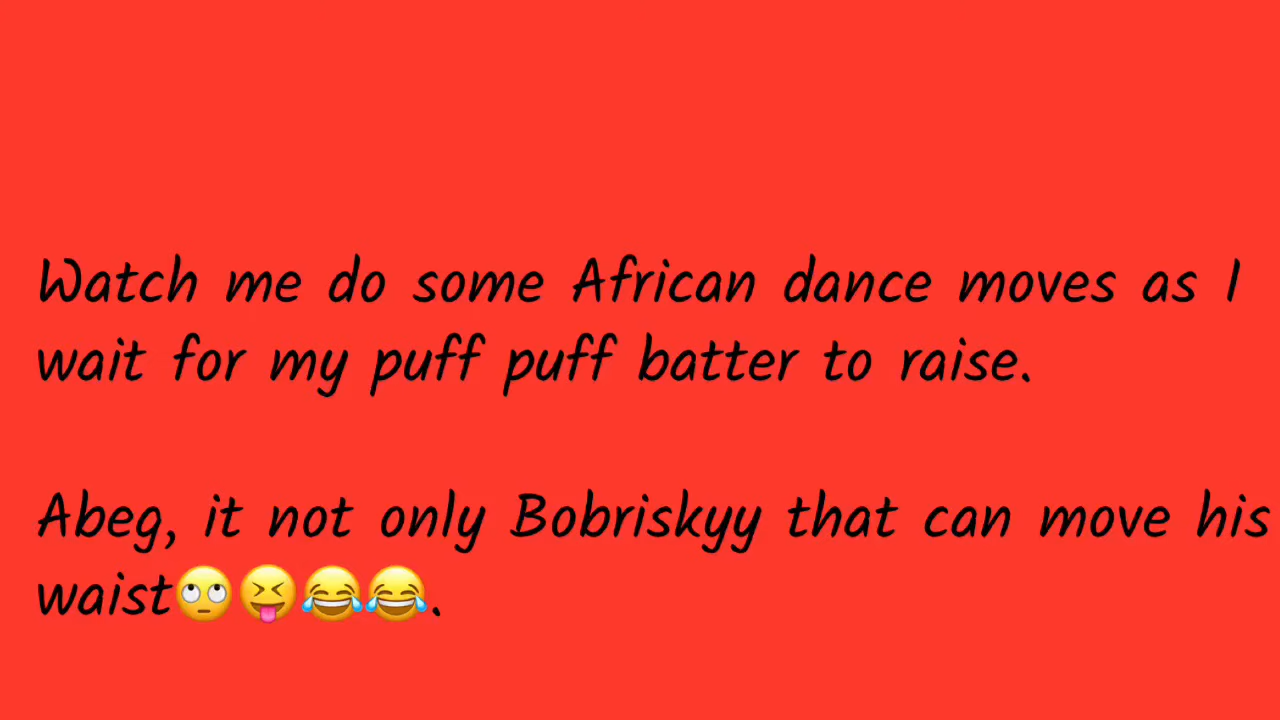 Watch me do some African dance moves as I
wait for my puff puff batter to raise.
Abeg, it not only Bobriskyy that can move his
waist🙄😝😂😂.